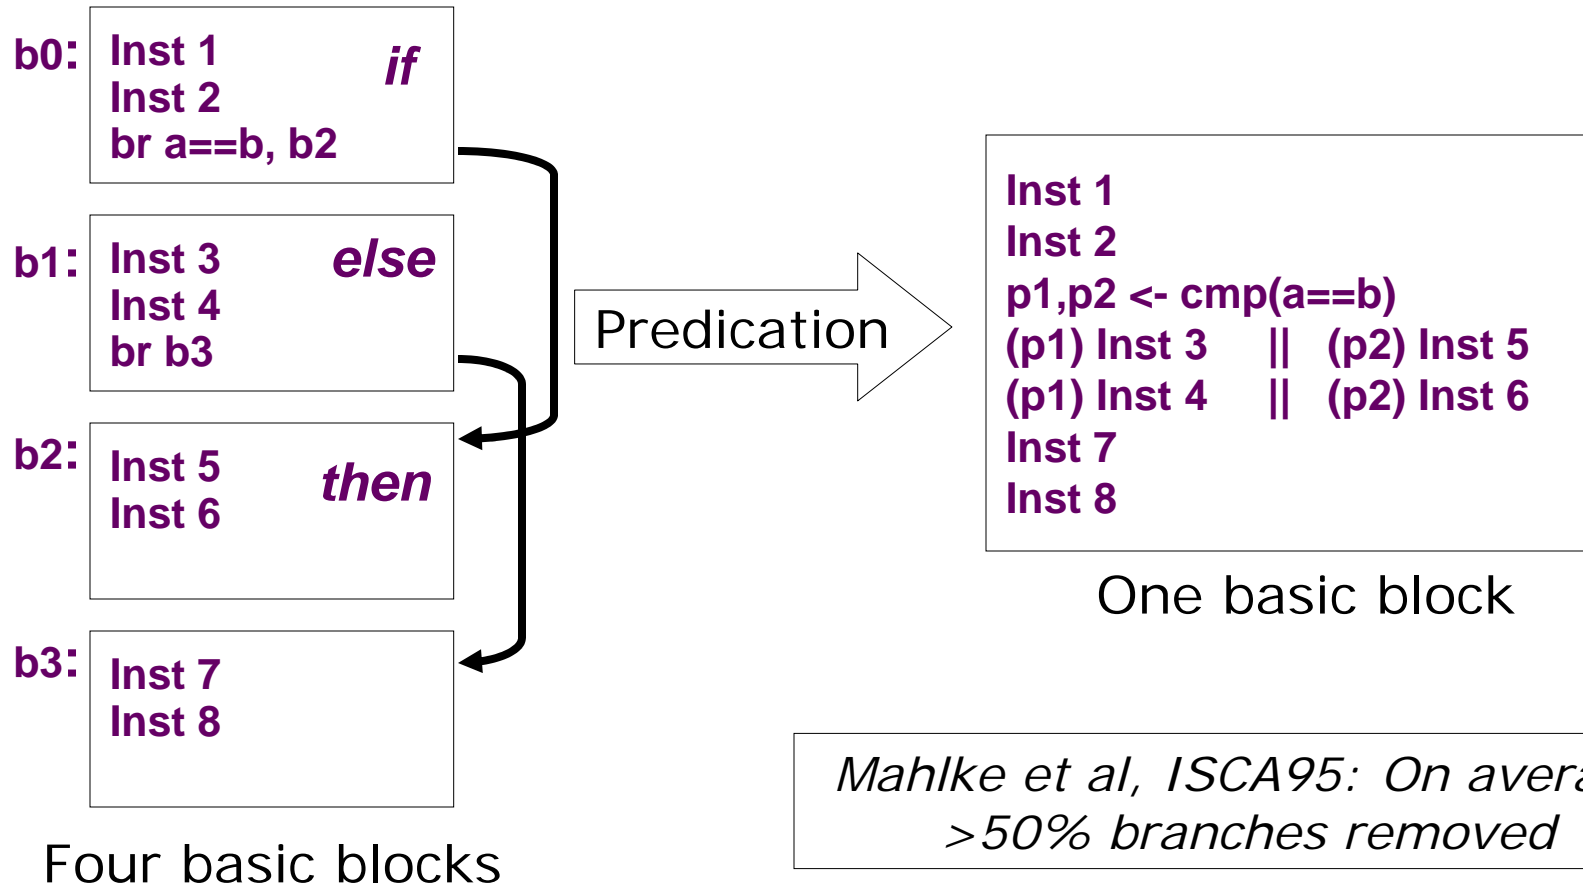 b0:
Inst 1
if
Inst 2
br a==b, b2
b1:
Inst 3
else
Inst 4
br b3
b2:
Inst 5
then
Inst 6
b3:
Inst 7
Inst 8
Four basic blocks
Predication
Inst 1
Inst 2
p1,p2 <- cmp(a==b)
(p1) Inst 3 || (p2) Inst 5
(p1) Inst 4 || (p2) Inst 6
Inst 7
Inst 8
One basic block
Mahlke et al, ISCA95: On
>50% branches removed